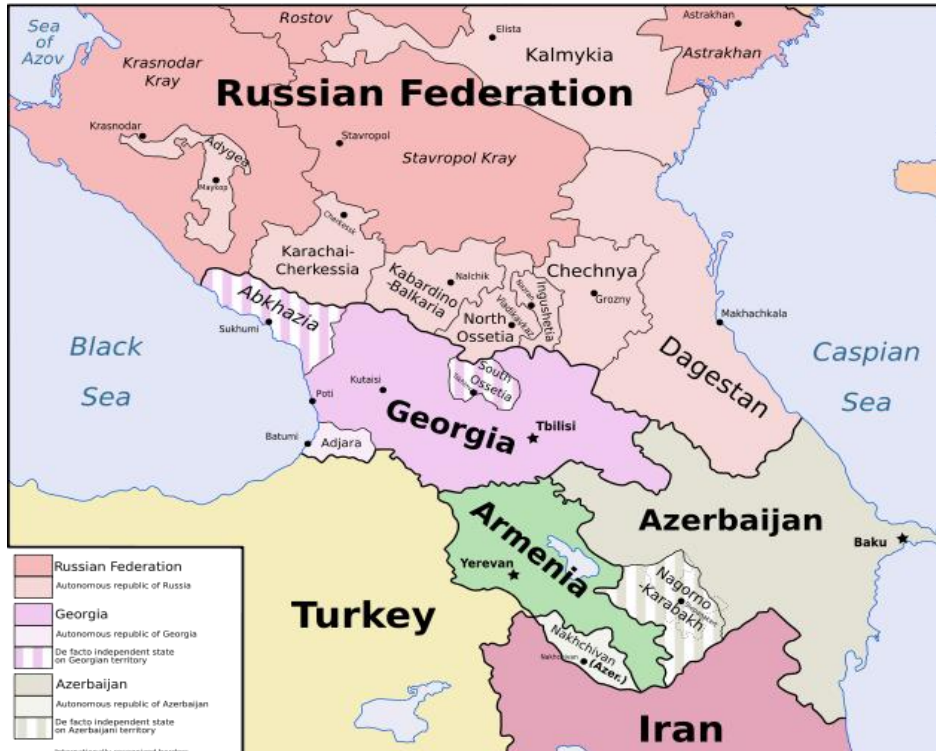 Sea
of
Azov
Rostov
Elista
Astrakhan
Kalmykia
Astrakhan
Krasnodar
Kray
Russian Federation
Krasnodar
Stavropol
Adygea
Stavropol Kray
Maykop
Cherkessk
Karachai-
Cherkessia
Kabardino
-Balkaria
Nalchik
Chechnya
Grozny
Nazran
Ingushetia
Vladikavkaz
North
Ossetia
Makhachkala
Abkhazia
Sukhumi
Black
Sea
Caspian
Sea
Dagestan
South
Ossetia
Kutaisi
Poti
Georgia
Tbilisi
Batumi
Adjara
Armenia
Azerbaijan
Baku
Yerevan
Nagorno
-Karabakh
Nakhchivan
(Azer.)
Nakhchivan
Turkey
Iran
Russian Federation
Autonomous republic of Russia
Georgia
Autonomous republic of Georgia
De facto independent state
on Georgian territory
Azerbaijan
Autonomous republic of Azerbaijan
De facto independent state
on Azerbaijani territory